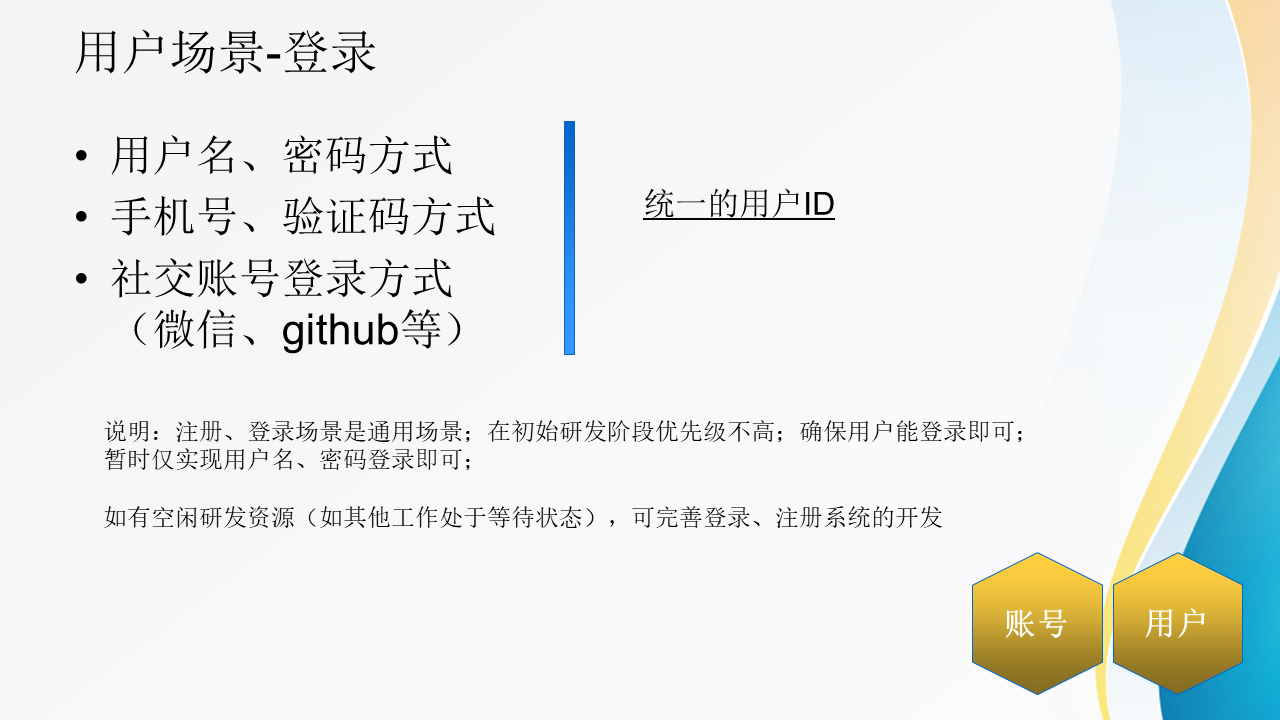 用户场景-登录
• 用户名、密码方式
• 手机号、验证码方式
• 社交账号登录方式
（微信、github等）
统一的用户ID
说明：注册、登录场景是通用场景；在初始研发阶段优先级不高；确保用户能登录即可；
暂时仅实现用户名、密码登录即可；
如有空闲研发资源（如其他工作处于等待状态），可完善登录、注册系统的开发
账号
用户